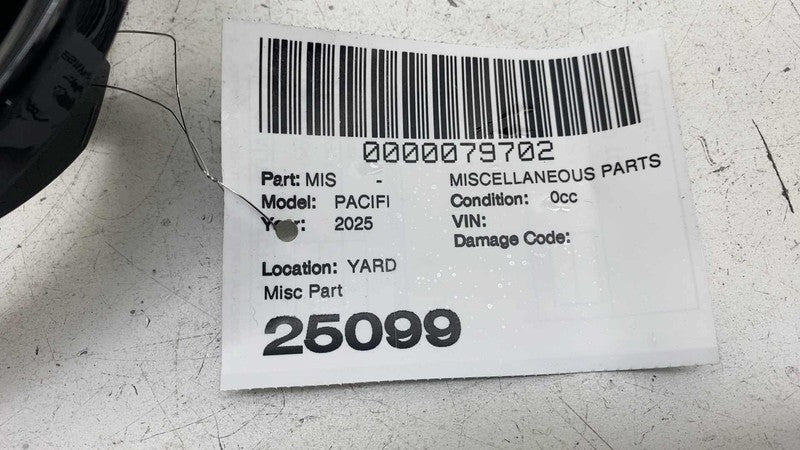 0000079702
Part: MIS - MISCELLANEOUS PARTS
Model: PACIFI Condition: 0cc
Year: 2025 VIN:
Damage Code:
Location: YARD
Misc Part
25099